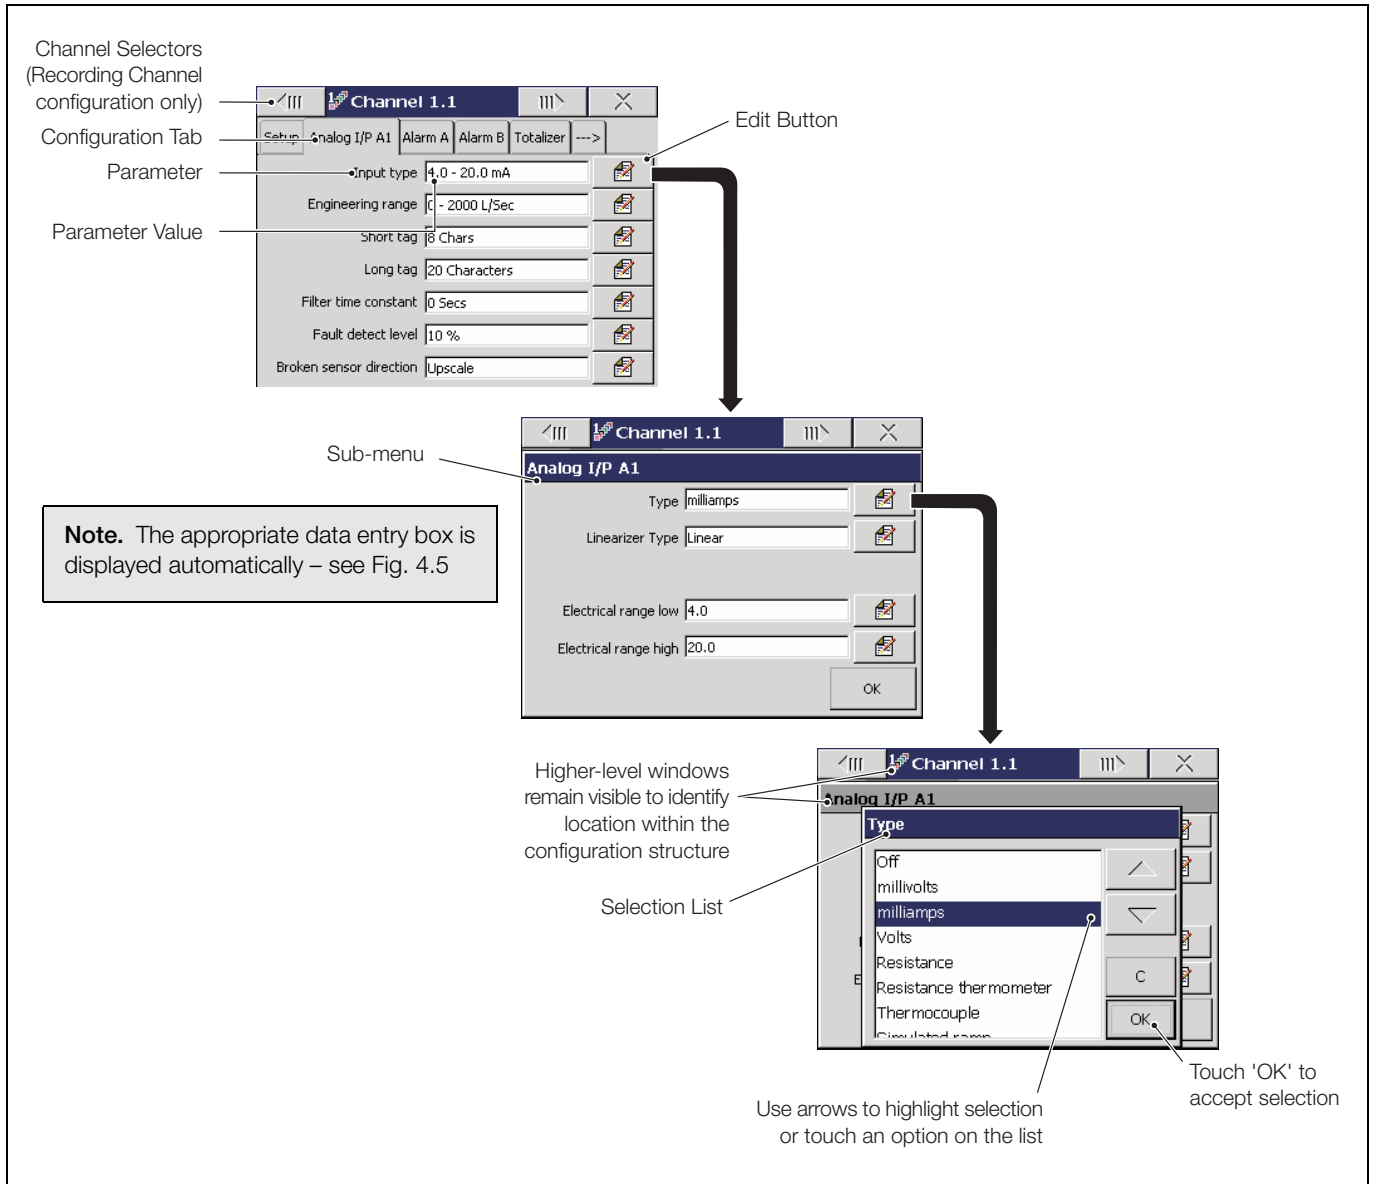 Channel Selectors
(Recording Channel
configuration only)
Configuration Tab
Parameter
Parameter Value
Channel 1.1
Setup Analog I/P A1 Alarm A Alarm B Totalizer --->
Input type 4.0 - 20.0 mA
Engineering range 0 - 2000 L/Sec
Short tag 8 Chars
Long tag 20 Characters
Filter time constant 0 Secs
Fault detect level 10 %
Broken sensor direction Upscale
Edit Button
Sub-menu
Channel 1.1
Analog I/P A1
Type milliamps
Linearizer Type Linear
Electrical range low 4.0
Electrical range high 20.0
OK
Note. The appropriate data entry box is
displayed automatically – see Fig. 4.5
Higher-level windows
remain visible to identify
location within the
configuration structure
Selection List
Channel 1.1
Analog I/P A1
Type
Off
millivolts
milliamps
Volts
Resistance
Resistance thermometer
Thermocouple
Simulated ramp
E
C
OK
Touch 'OK' to
accept selection
Use arrows to highlight selection
or touch an option on the list